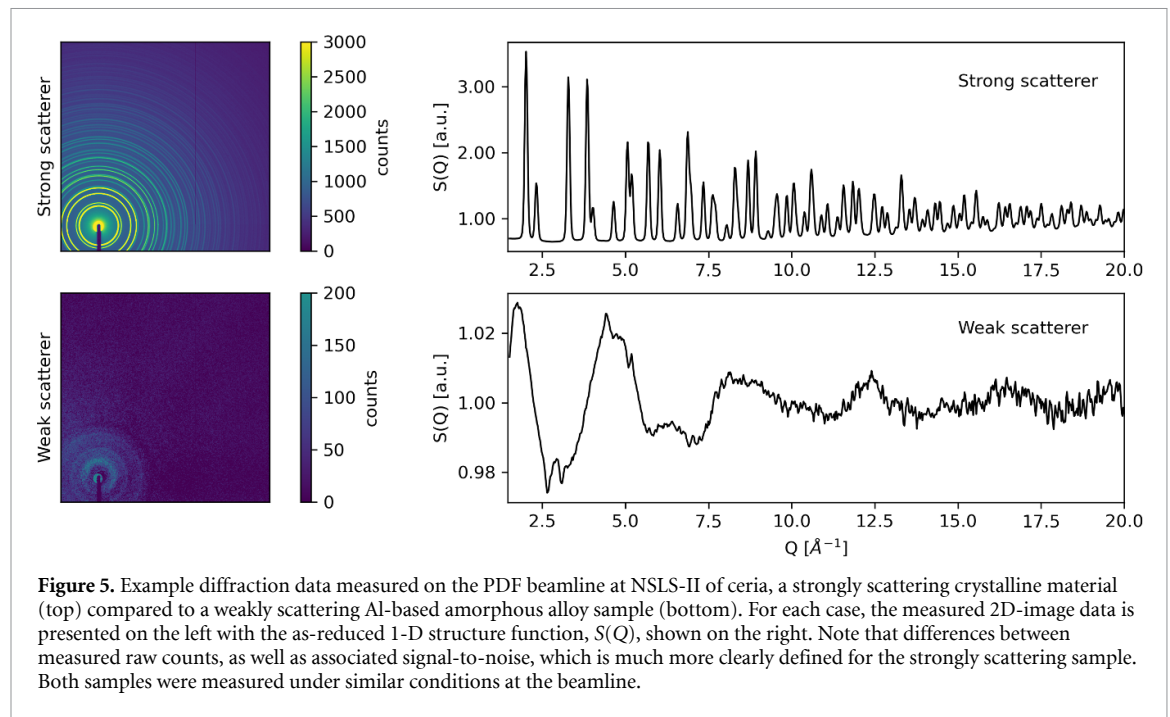 Strong scatterer
3000
2500
2000
1500
1000
500
0
counts
S(Q) [a.u.]
3.00
2.00
1.00
Strong scatterer
2.5 5.0 7.5 10.0 12.5 15.0 17.5 20.0
Weak scatterer
200
150
100
50
0
counts
S(Q) [a.u.]
1.02
1.00
0.98
Weak scatterer
2.5 5.0 7.5 10.0 12.5 15.0 17.5 20.0
Q [Å⁻¹]
Figure 5. Example diffraction data measured on the PDF beamline at NSLS-II of ceria, a strongly scattering crystalline material
(top) compared to a weakly scattering Al-based amorphous alloy sample (bottom). For each case, the measured 2D-image data is
presented on the left with the as-reduced 1-D structure function, S(Q), shown on the right. Note that differences between
measured raw counts, as well as associated signal-to-noise, which is much more clearly defined for the strongly scattering sample.
Both samples were measured under similar conditions at the beamline.